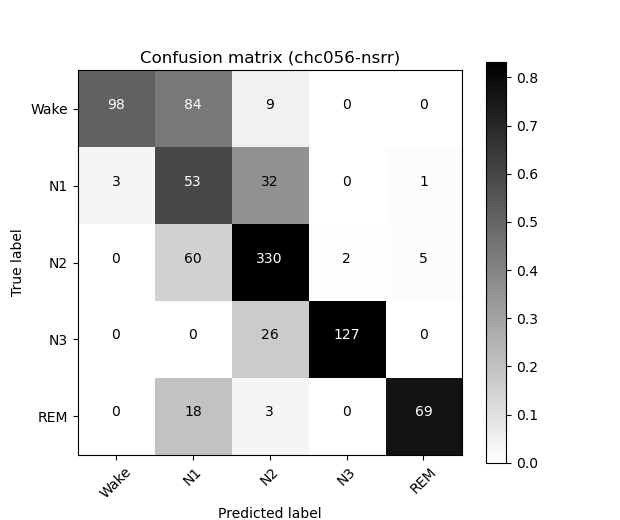 Confusion matrix (chc056-nsrr)
Wake 98 84 9 0 0
N1 3 53 32 0 1
N2 0 60 330 2 5
N3 0 0 26 127 0
REM 0 18 3 0 69
Wake N1 N2 N3 REM
Predicted label
True label
0.8
0.7
0.6
0.5
0.4
0.3
0.2
0.1
0.0